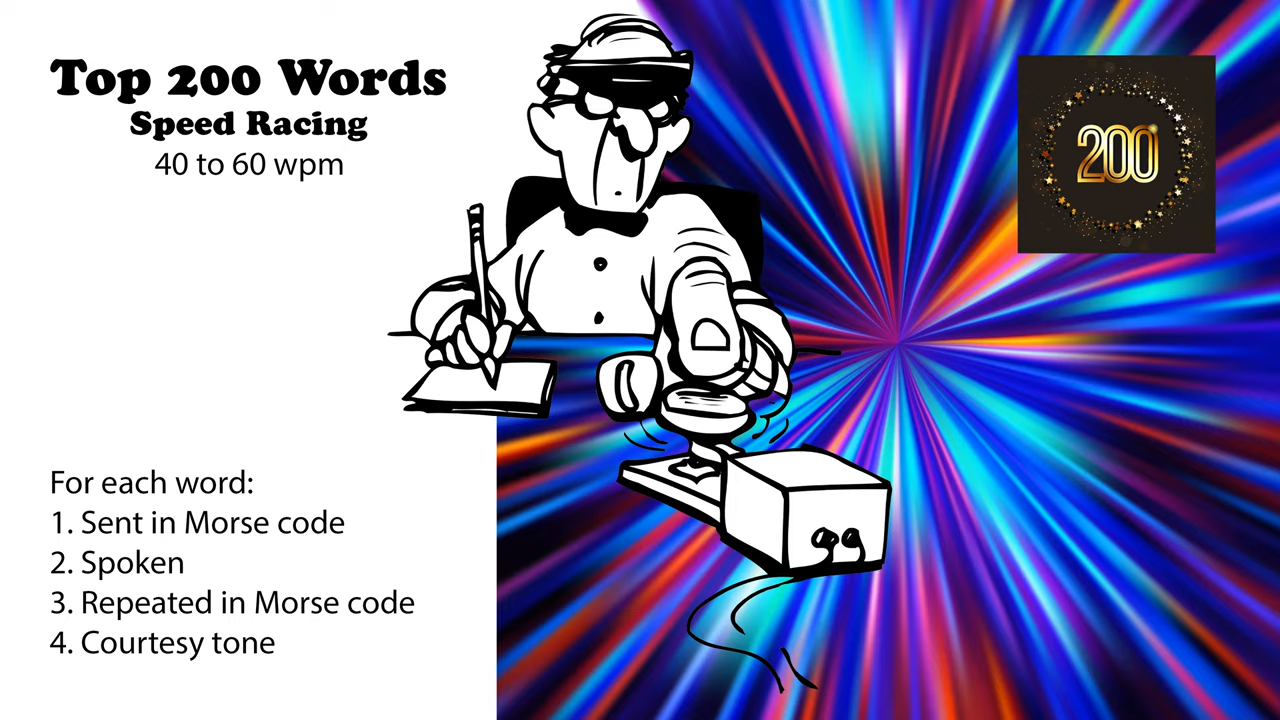 Top 200 Words
Speed Racing
40 to 60 wpm
200
For each word:
1. Sent in Morse code
2. Spoken
3. Repeated in Morse code
4. Courtesy tone